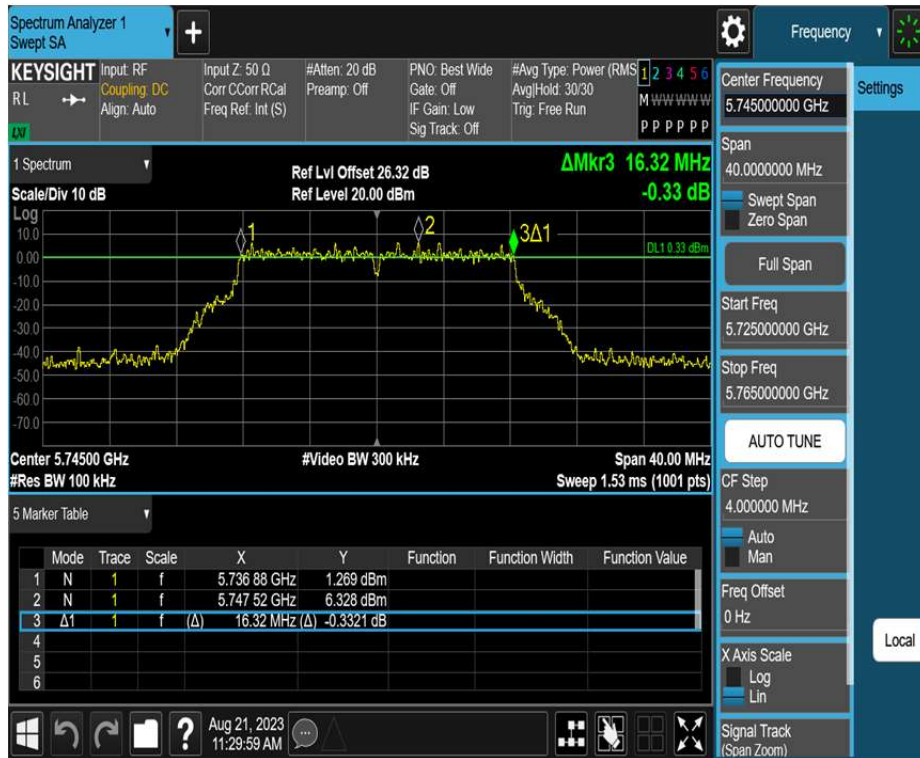 Spectrum Analyzer 1
Swept SA
+
Frequency
KEYSIGHT
RL
LXI
Input: RF
Coupling: DC
Align: Auto
Input Z: 50 Ω
Corr CCorr RCal
Freq Ref: Int (S)
#Atten: 20 dB
Preamp: Off
PNO: Best Wide
Gate: Off
IF Gain: Low
Sig Track: Off
#Avg Type: Power (RMS
Avg|Hold: 30/30
Trig: Free Run
1 2 3 4 5 6
M W W W W W
P P P P P P
1 Spectrum
Scale/Div 10 dB
Ref Lvl Offset 26.32 dB
Ref Level 20.00 dBm
ΔMkr3 16.32 MHz
-0.33 dB
Log
10.0
0.00
-10.0
-20.0
-30.0
-40.0
-50.0
-60.0
-70.0
1
2
3Δ1
DL1 0.33 dBm
Center 5.74500 GHz
#Res BW 100 kHz
#Video BW 300 kHz
Span 40.00 MHz
Sweep 1.53 ms (1001 pts)
5 Marker Table
Mode Trace Scale X Y Function Function Width Function Value
1 N 1 f 5.736 88 GHz 1.269 dBm
2 N 1 f 5.747 52 GHz 6.328 dBm
3 Δ1 1 f (Δ) 16.32 MHz (Δ) -0.3321 dB
4
5
6
?
Aug 21, 2023
11:29:59 AM
Center Frequency
5.745000000 GHz
Span
40.0000000 MHz
Swept Span
Zero Span
Full Span
Start Freq
5.725000000 GHz
Stop Freq
5.765000000 GHz
AUTO TUNE
CF Step
4.000000 MHz
Auto
Man
Freq Offset
0 Hz
X Axis Scale
Log
Lin
Signal Track
(Span Zoom)
Settings
Local